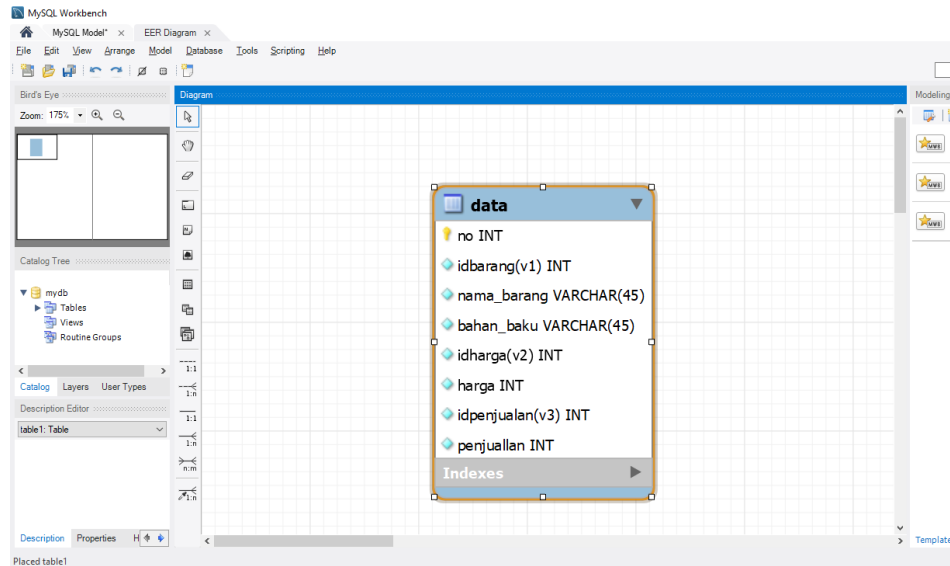 MySQL Workbench
MySQL Model* × EER Diagram ×
File Edit View Arrange Model Database Tools Scripting Help
Bird's Eye
Diagram
Modeling
Zoom: 175%
Catalog Tree
mydb
Tables
Views
Routine Groups
Catalog Layers User Types
Description Editor
table1: Table
Description Properties H
Placed table1
1:1
1:n
1:1
1:n
n:m
1:n
data
no INT
idbarang(v1) INT
nama_barang VARCHAR(45)
bahan_baku VARCHAR(45)
idharga(v2) INT
harga INT
idpenjualan(v3) INT
penjuallan INT
Indexes
MWB
MWB
MWB
Template